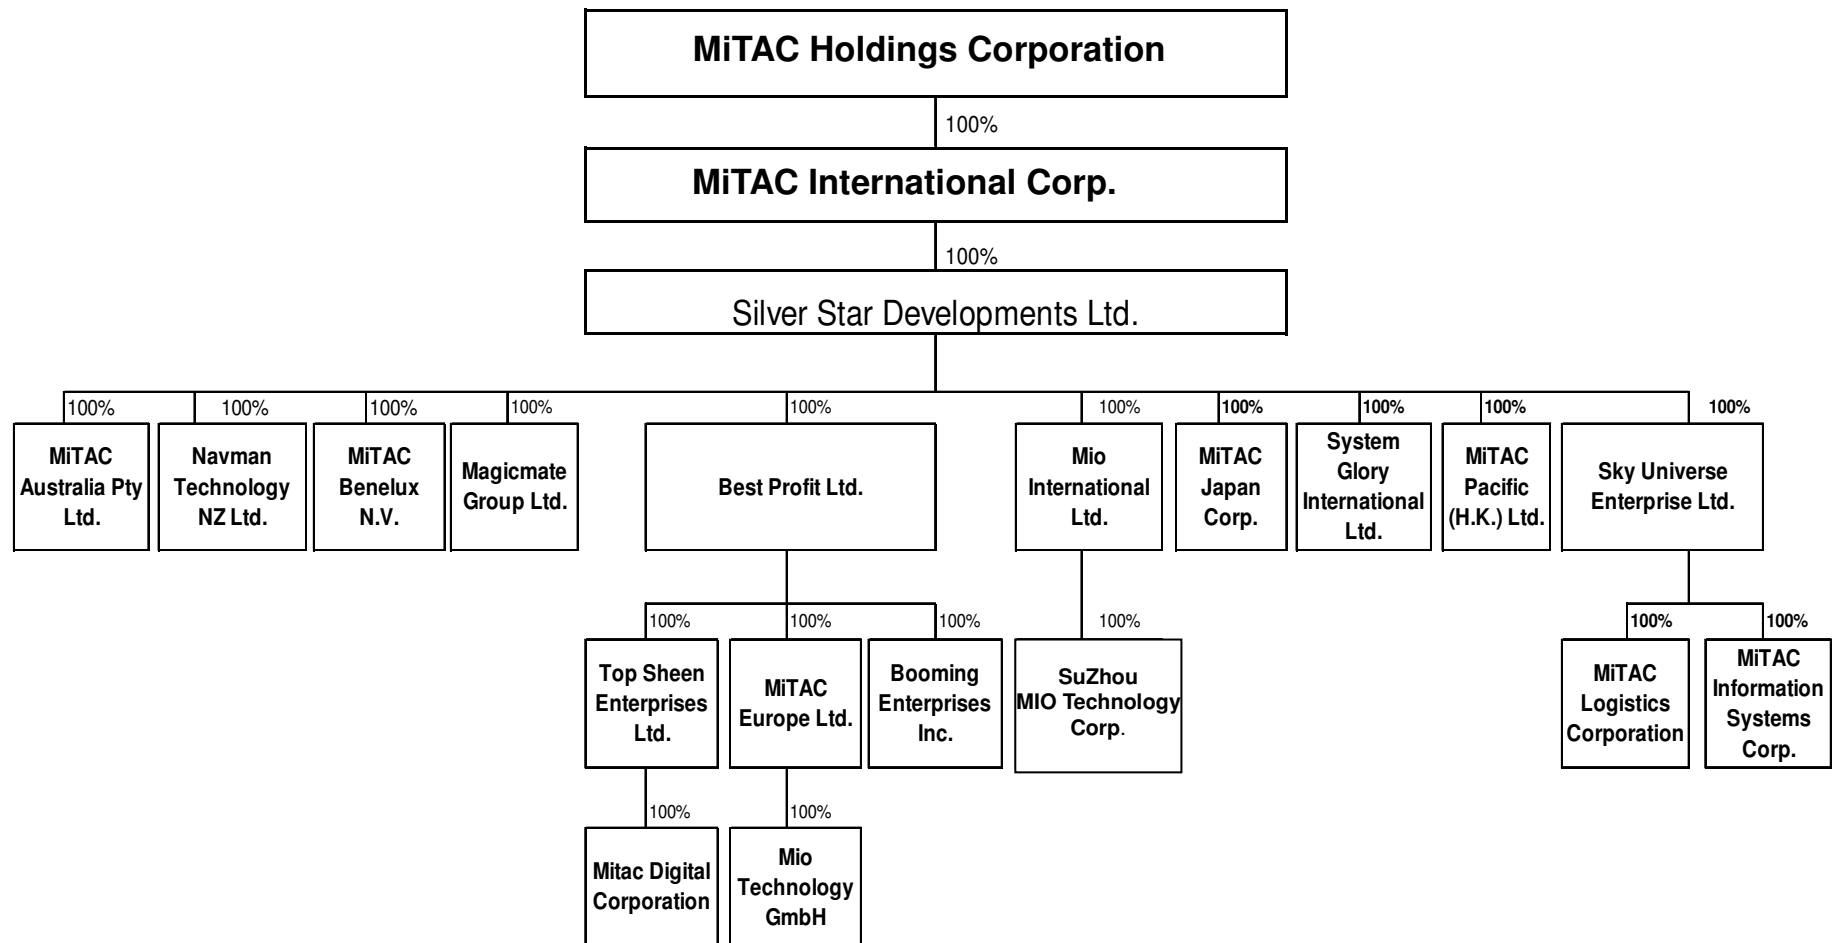 MiTAC Holdings Corporation
100%
MiTAC International Corp.
100%
Silver Star Developments Ltd.
100%
100%
100%
100%
100%
100%
100%
100%
100%
100%
MiTAC
Australia Pty
Ltd.
Navman
Technology
NZ Ltd.
MiTAC
Benelux
N.V.
Magicmate
Group Ltd.
Best Profit Ltd.
Mio
International
Ltd.
MiTAC
Japan
Corp.
System
Glory
International
Ltd.
MiTAC
Pacific
(H.K.) Ltd.
Sky Universe
Enterprise Ltd.
100%
100%
100%
100%
100%
100%
Top Sheen
Enterprises
Ltd.
MiTAC
Europe Ltd.
Booming
Enterprises
Inc.
SuZhou
MIO Technology
Corp.
MiTAC
Logistics
Corporation
MiTAC
Information
Systems
Corp.
100%
100%
Mitac Digital
Corporation
Mio
Technology
GmbH